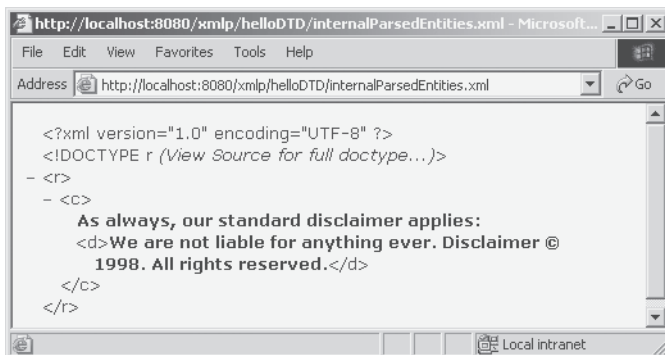 http://localhost:8080/xmlp/helloDTD/internalParsedEntities.xml - Microsoft...
File Edit View Favorites Tools Help
Address http://localhost:8080/xmlp/helloDTD/internalParsedEntities.xml Go
<?xml version="1.0" encoding="UTF-8" ?>
<!DOCTYPE r (View Source for full doctype...)>
- <r>
- <c>
As always, our standard disclaimer applies:
<d>We are not liable for anything ever. Disclaimer ©
1998. All rights reserved.</d>
</c>
</r>
Local intranet